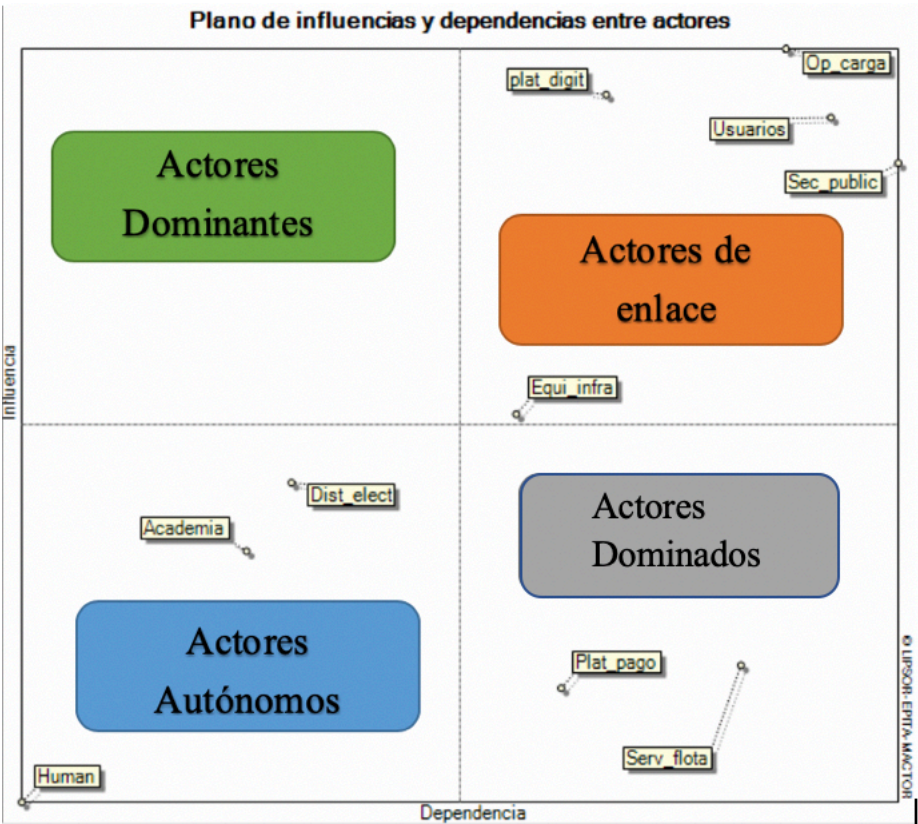 Plano de influencias y dependencias entre actores
Op_carga
plat_digit
Usuarios
Sec_public
Actores
Dominantes
Actores de
enlace
Influencia
Equi_infra
Dist_elect
Academia
Actores
Dominados
Actores
Autónomos
Plat_pago
Serv_flota
Human
Dependencia
© LIPSOR-EPITA-MACTOR